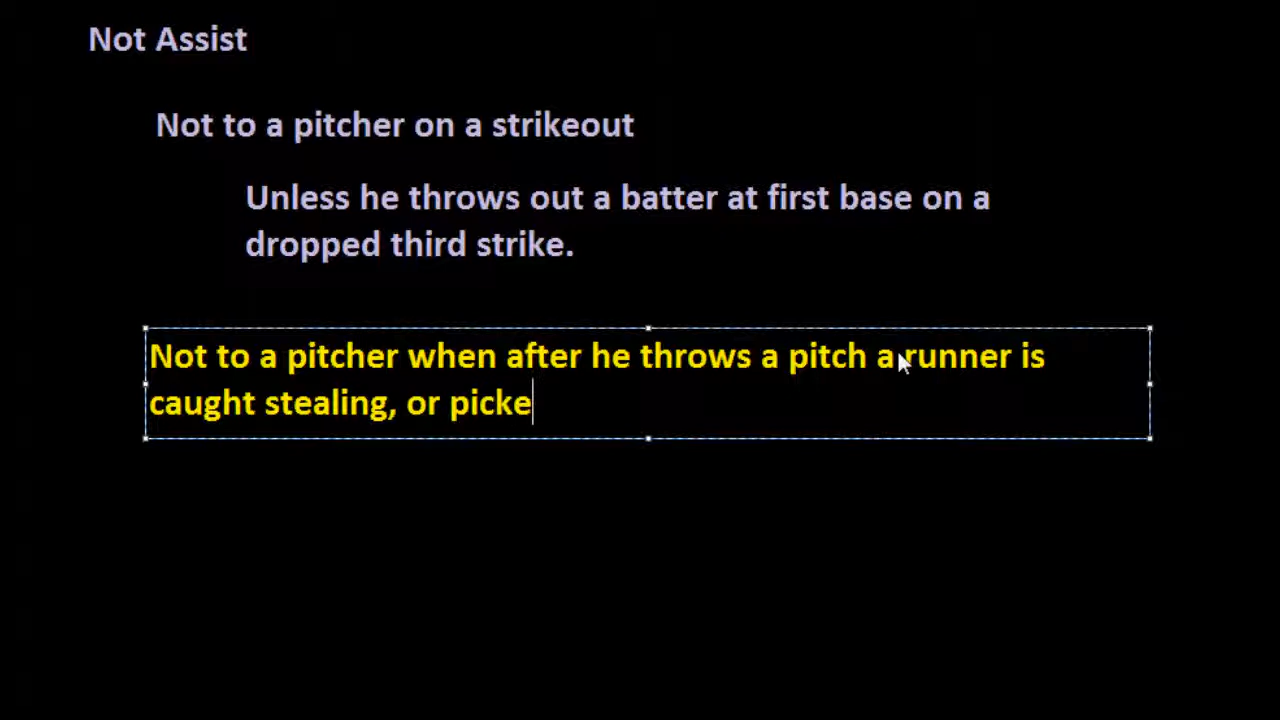 Not Assist
Not to a pitcher on a strikeout
Unless he throws out a batter at first base on a
dropped third strike.
Not to a pitcher when after he throws a pitch a runner is
caught stealing, or picke